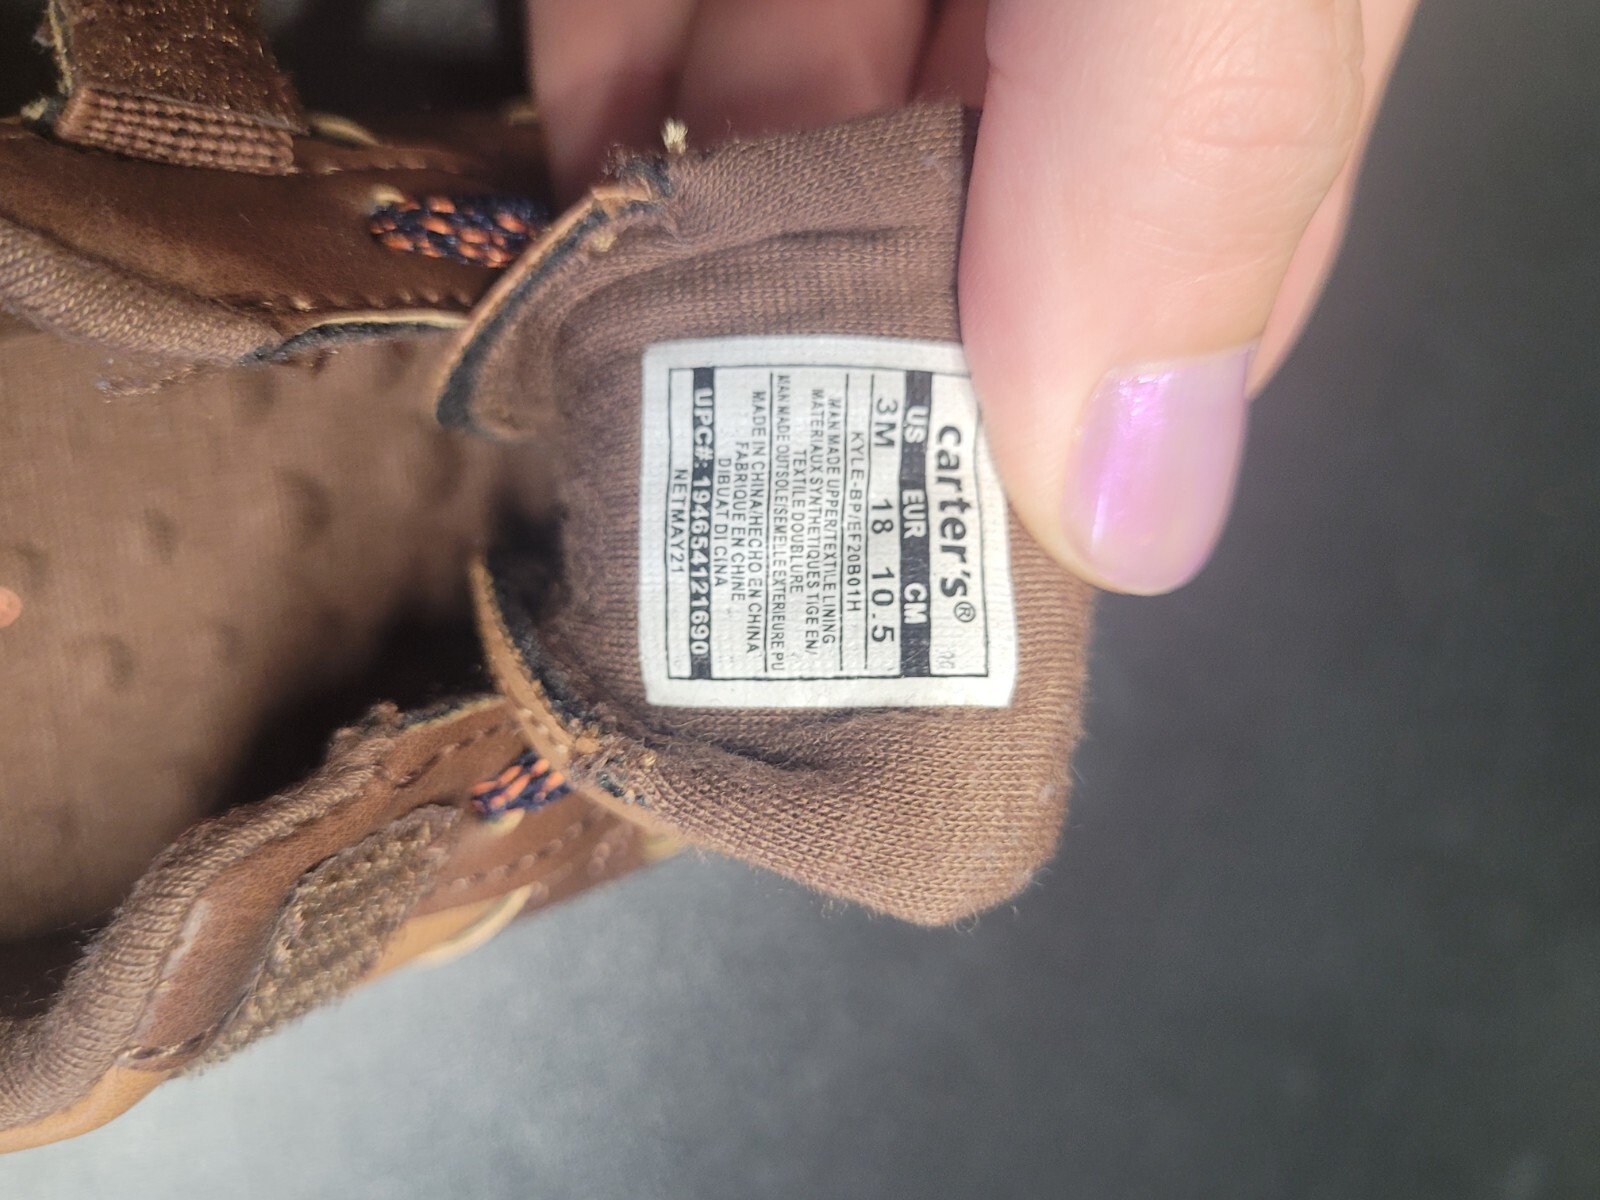 carter's®
US EUR CM
3M 18 10.5
KYLE-BP/EF20B01H
MAN MADE UPPER/TEXTILE LINING
MATERIAUX SYNTHETIQUES TIGE EN/
TEXTILE DOUBLURE
MAN MADE OUTSOLE/SEMELLE EXTERIEURE PU
MADE IN CHINA/HECHO EN CHINA
FABRIQUE EN CHINE
DIBUAT DI CINA
UPC#: 194654121690
NETMAY21